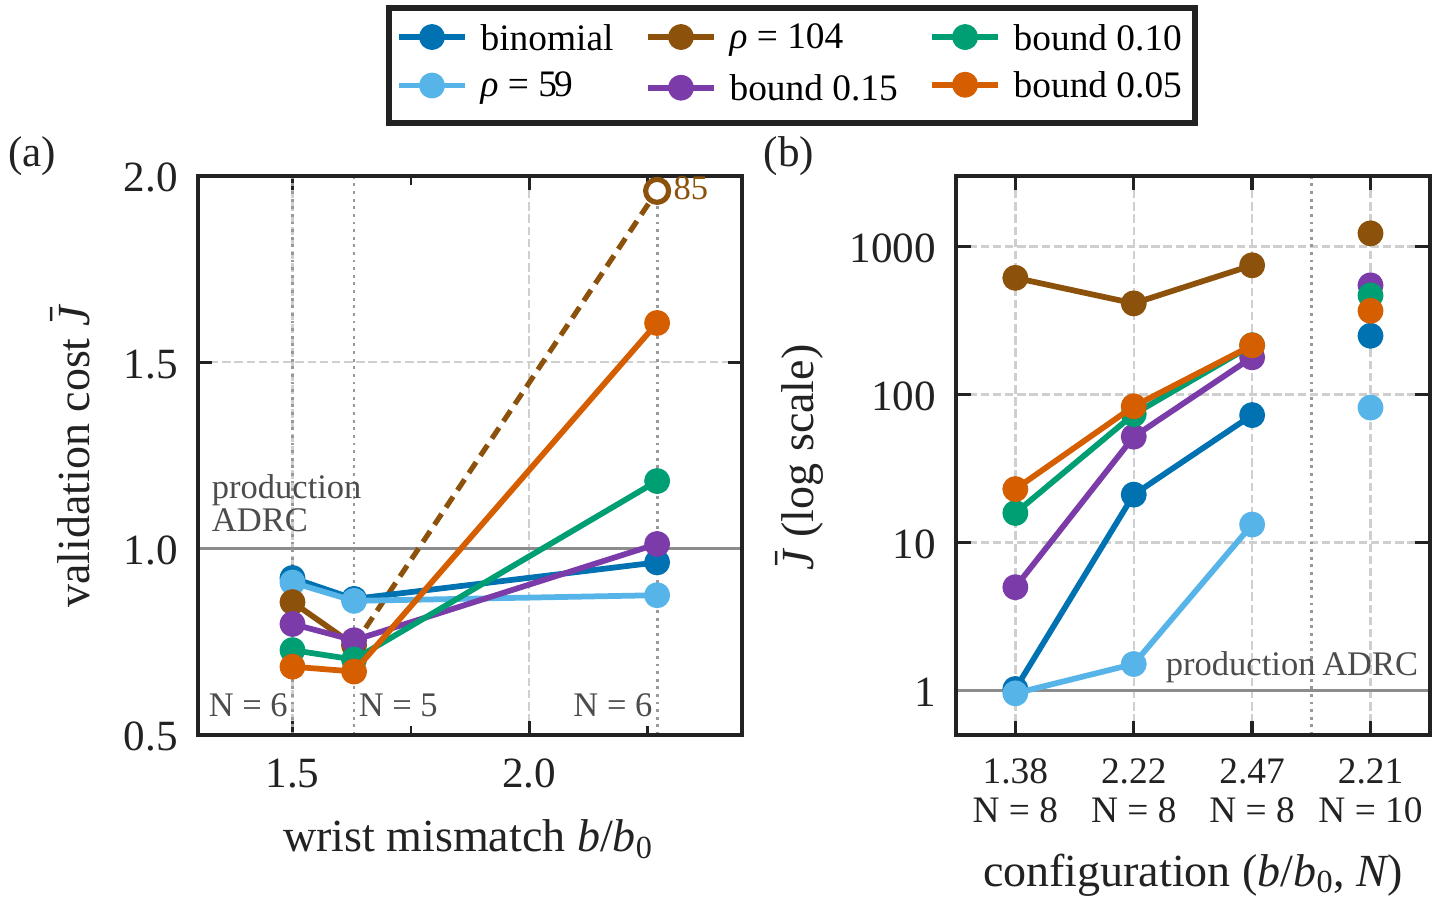 binomial
ρ = 104
bound 0.10
ρ = 59
bound 0.15
bound 0.05
(a)
validation cost J̄
2.0
1.5
1.0
0.5
85
production
ADRC
N = 6
N = 5
N = 6
1.5
2.0
wrist mismatch b/b₀
(b)
J̄ (log scale)
1000
100
10
1
production ADRC
1.38
2.22
2.47
2.21
N = 8
N = 8
N = 8
N = 10
configuration (b/b₀, N)